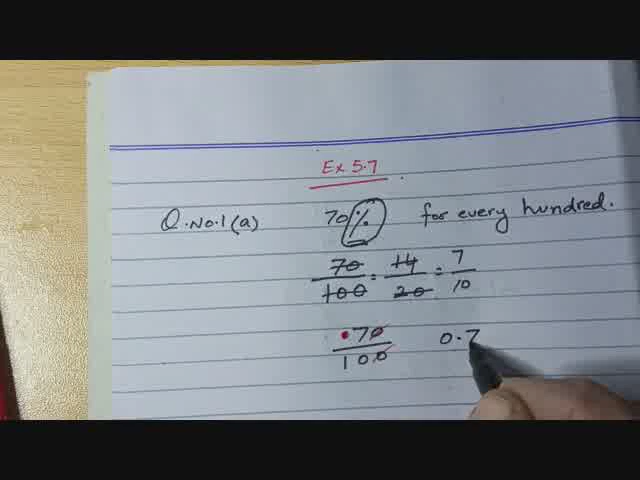 Ex 5.7
Q.No.1(a) 70% for every hundred.
70/100 = 14/20 = 7/10
.70/100 0.7